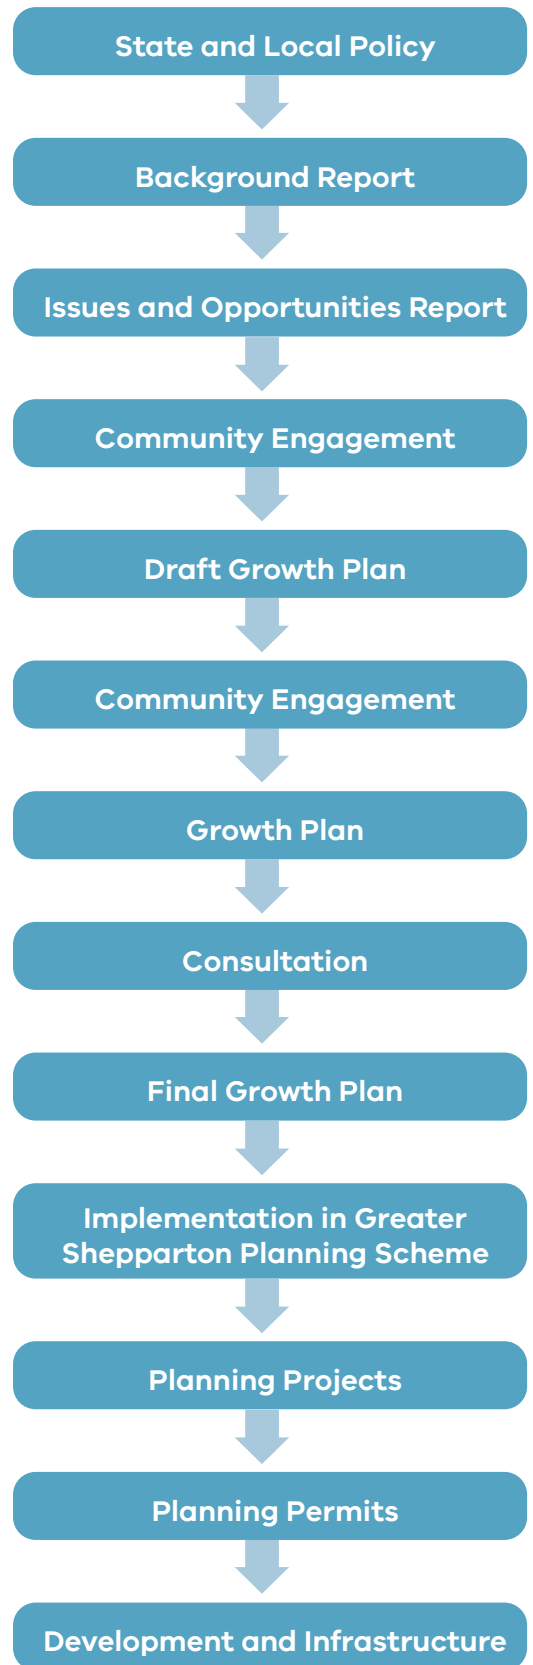 State and Local Policy
Background Report
Issues and Opportunities Report
Community Engagement
Draft Growth Plan
Community Engagement
Growth Plan
Consultation
Final Growth Plan
Implementation in Greater
Shepparton Planning Scheme
Planning Projects
Planning Permits
Development and Infrastructure